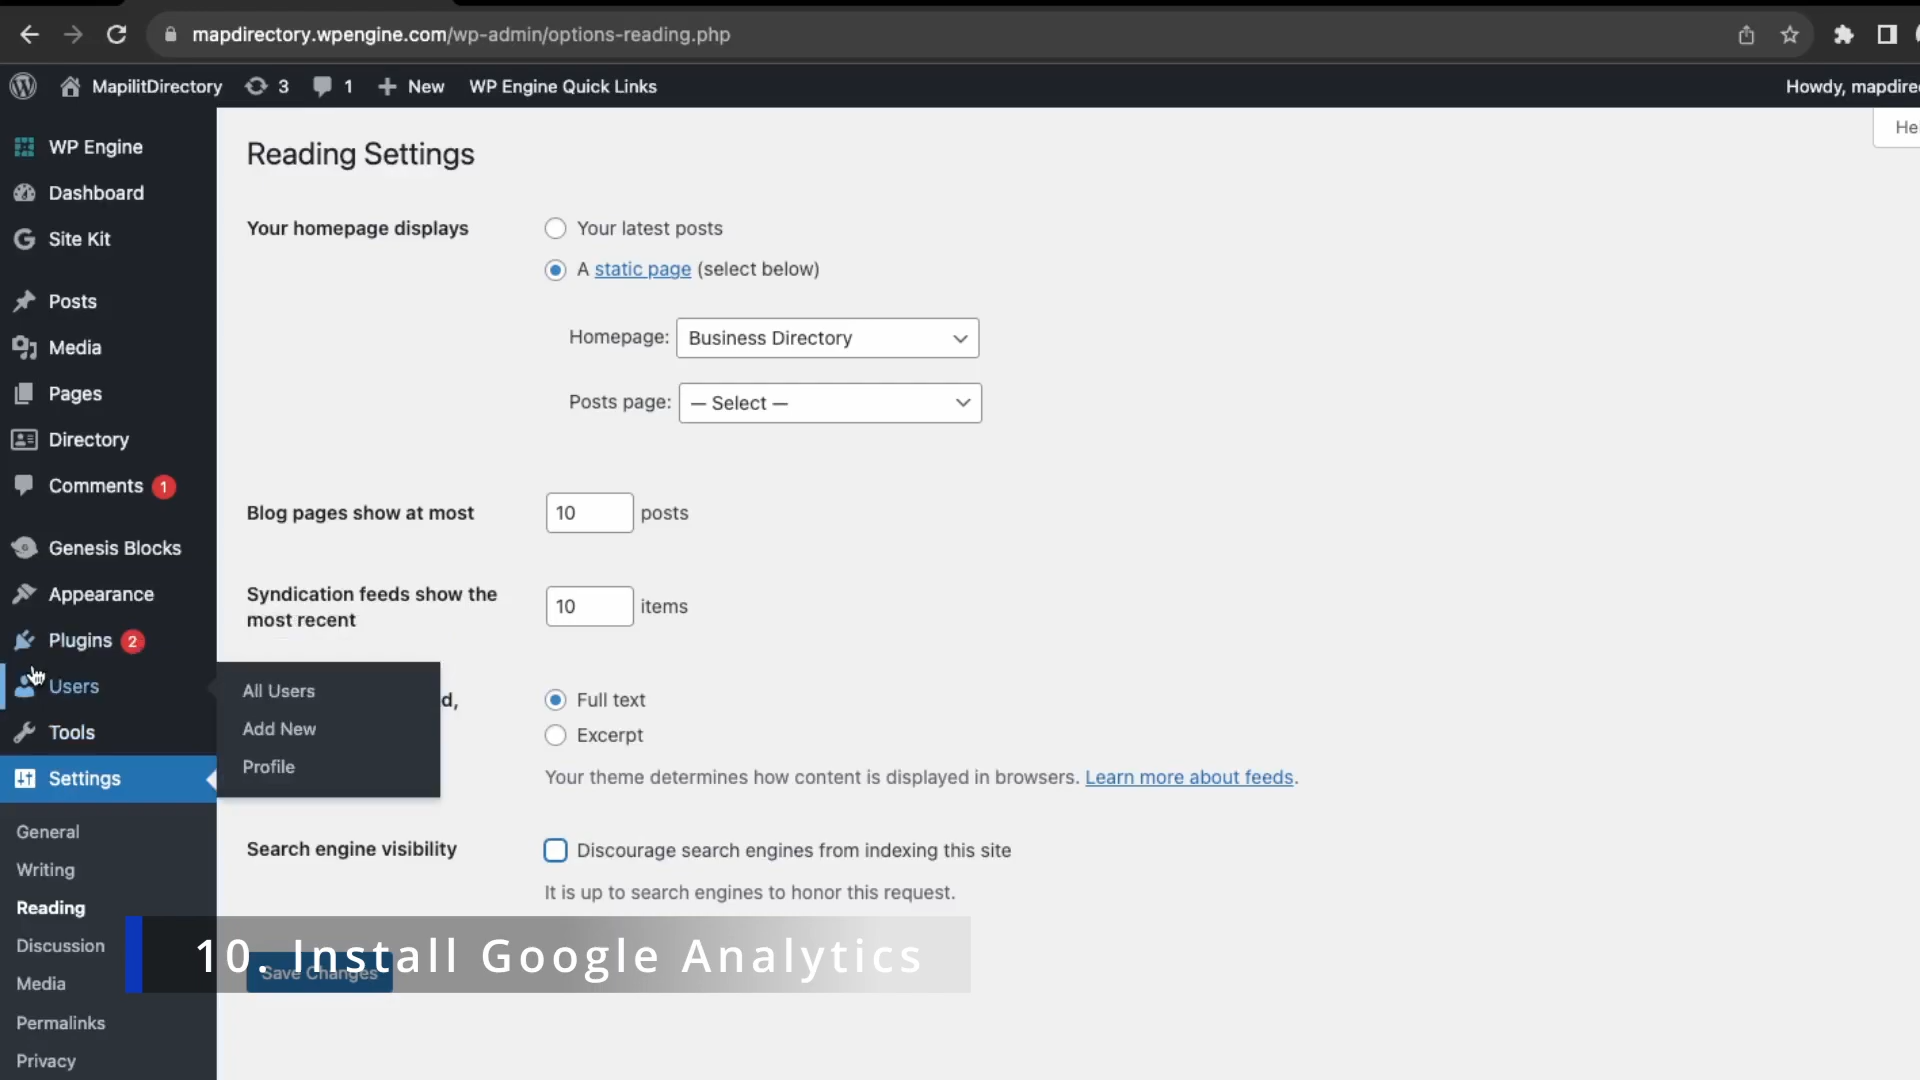 mapdirectory.wpengine.com/wp-admin/options-reading.php
MapilitDirectory 3 1 New WP Engine Quick Links
Howdy, mapdire
WP Engine
Dashboard
Site Kit
Posts
Media
Pages
Directory
Comments 1
Genesis Blocks
Appearance
Plugins 2
Users
Tools
Settings
General
Writing
Reading
Discussion
Media
Permalinks
Privacy
All Users
Add New
Profile
He
Reading Settings
Your homepage displays
Your latest posts
A static page (select below)
Homepage: Business Directory
Posts page: — Select —
Blog pages show at most
10 posts
Syndication feeds show the
most recent
10 items
d,
Full text
Excerpt
Your theme determines how content is displayed in browsers. Learn more about feeds.
Search engine visibility
Discourage search engines from indexing this site
It is up to search engines to honor this request.
Save Changes
10. Install Google Analytics